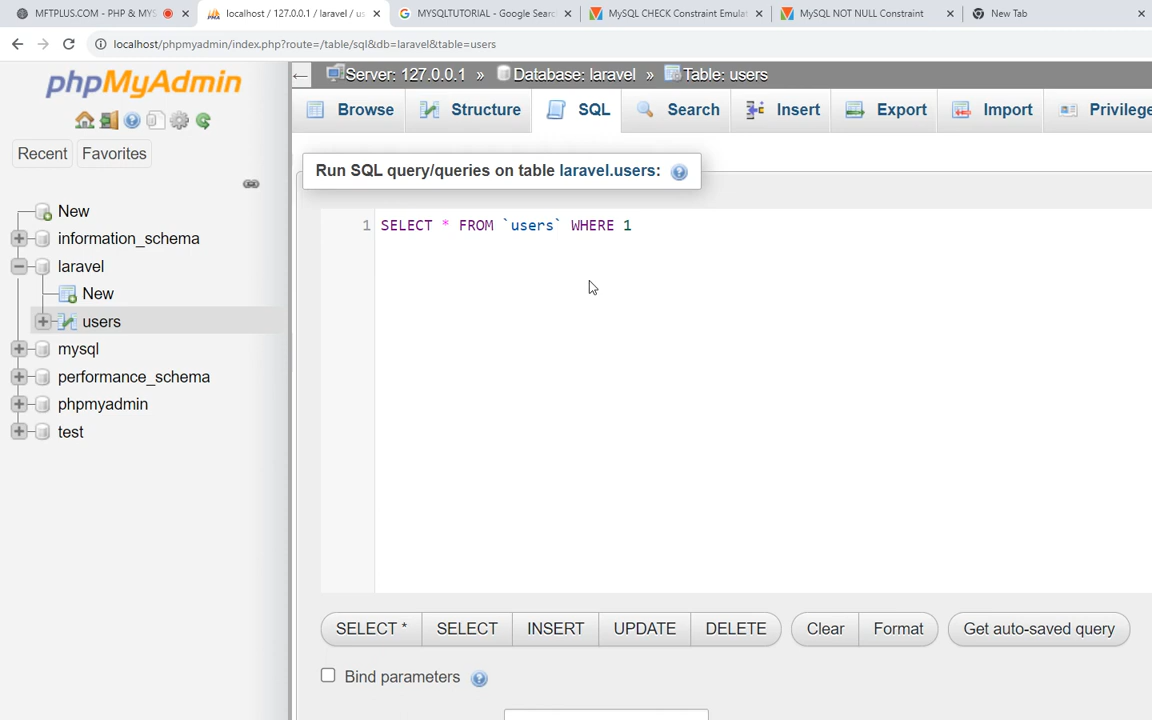 MFTPLUS.COM - PHP & MYS
localhost / 127.0.0.1 / laravel / us
MYSQLTUTORIAL - Google Searc
MySQL CHECK Constraint Emulat
MySQL NOT NULL Constraint
New Tab
localhost/phpmyadmin/index.php?route=/table/sql&db=laravel&table=users
phpMyAdmin
Recent
Favorites
New
information_schema
laravel
New
users
mysql
performance_schema
phpmyadmin
test
Server: 127.0.0.1 » Database: laravel » Table: users
Browse
Structure
SQL
Search
Insert
Export
Import
Privilege
Run SQL query/queries on table laravel.users:
1 SELECT * FROM `users` WHERE 1
SELECT *
SELECT
INSERT
UPDATE
DELETE
Clear
Format
Get auto-saved query
Bind parameters